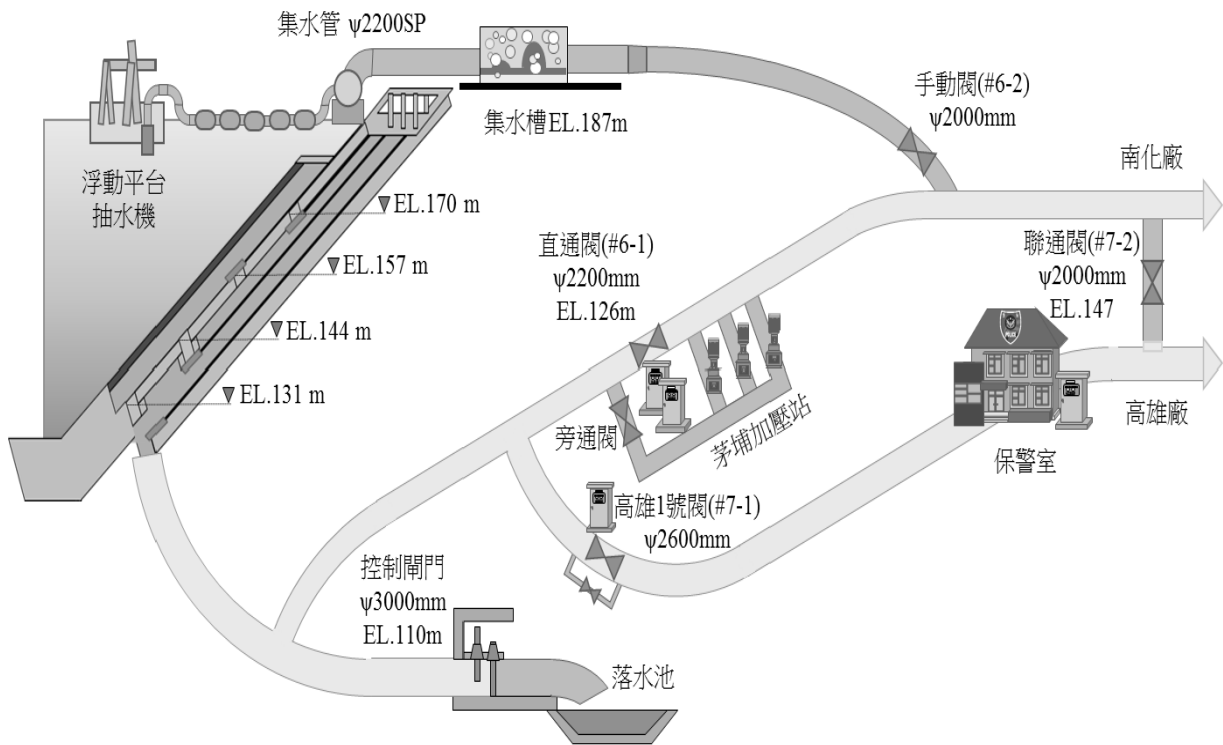 集水管 ψ2200SP
手動閥(#6-2)
ψ2000mm
集水槽EL.187m
南化廠
浮動平台
抽水機
EL.170 m
直通閥(#6-1)
ψ2200mm
EL.126m
聯通閥(#7-2)
ψ2000mm
EL.147
EL.157 m
EL.144 m
EL.131 m
高雄廠
旁通閥
茅埔加壓站
保警室
高雄1號閥(#7-1)
ψ2600mm
控制閘門
ψ3000mm
EL.110m
落水池